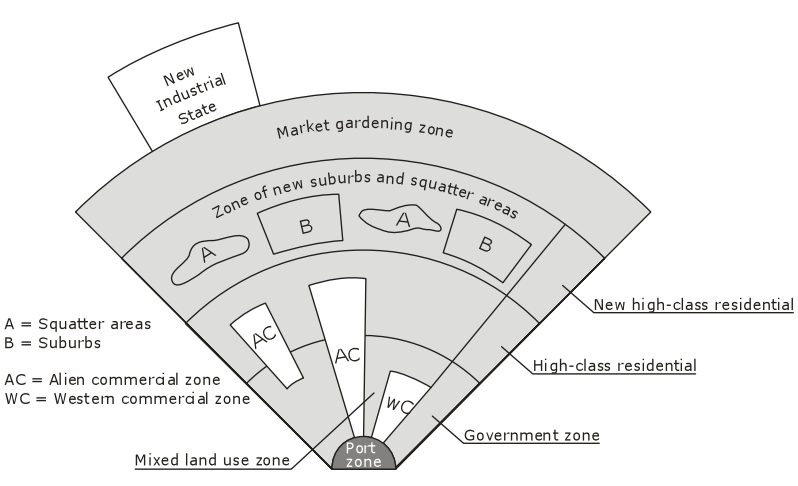 New
Industrial
State
Market gardening zone
Zone of new suburbs and squatter areas
A
B
A
B
New high-class residential
A = Squatter areas
B = Suburbs
AC
AC
High-class residential
AC = Alien commercial zone
WC = Western commercial zone
WC
Government zone
Port
zone
Mixed land use zone